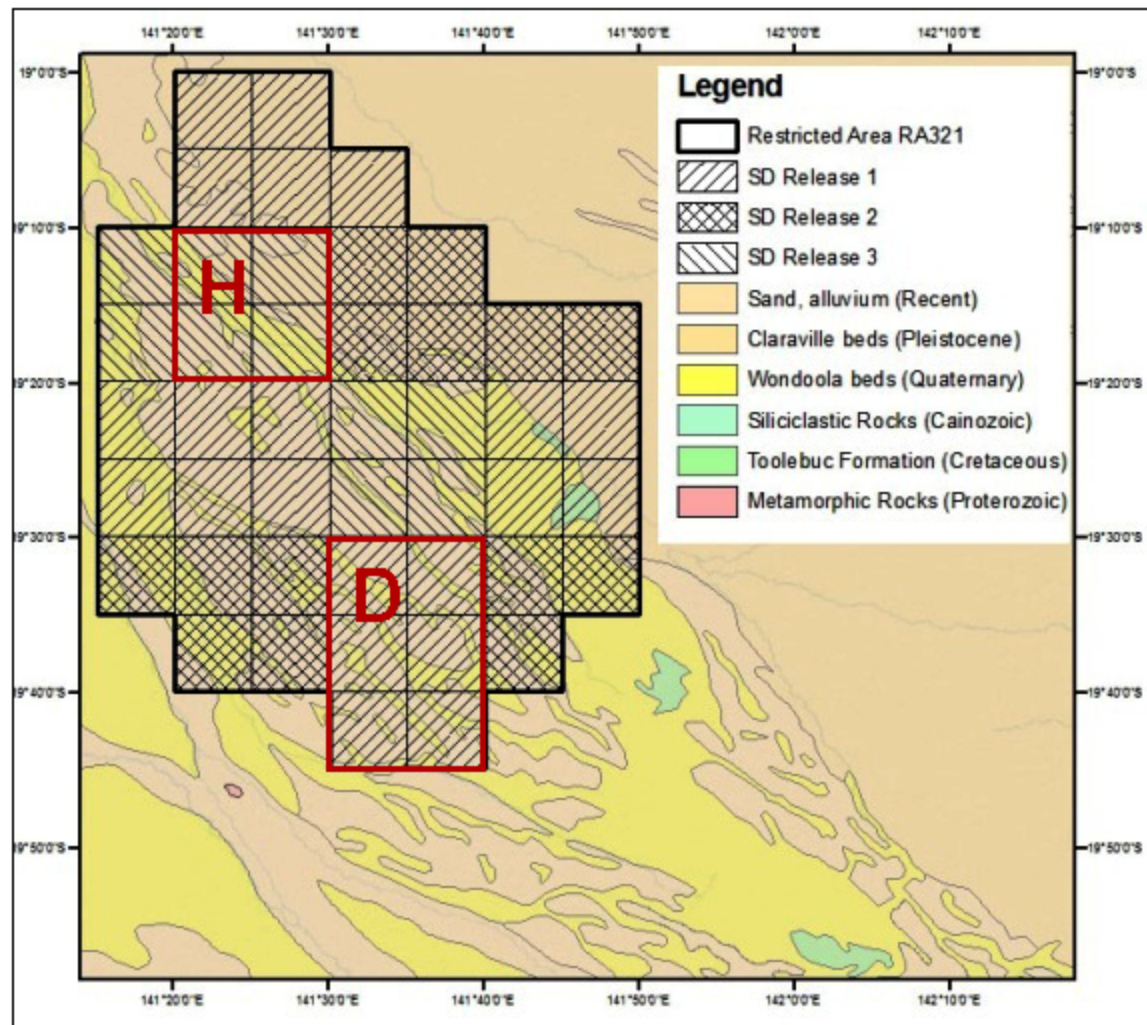 141°20'0"E 141°30'0"E 141°40'0"E 141°50'0"E 142°0'0"E 142°10'0"E
19°0'0"S 19°0'0"S
Legend
Restricted Area RA321
SD Release 1
SD Release 2
19°10'0"S 19°10'0"S
SD Release 3
H
Sand, alluvium (Recent)
Claraville beds (Pleistocene)
19°20'0"S Wondoola beds (Quaternary) 19°20'0"S
Siliciclastic Rocks (Cainozoic)
Toolebuc Formation (Cretaceous)
Metamorphic Rocks (Proterozoic)
19°30'0"S 19°30'0"S
D
19°40'0"S 19°40'0"S
19°50'0"S 19°50'0"S
141°20'0"E 141°30'0"E 141°40'0"E 141°50'0"E 142°0'0"E 142°10'0"E